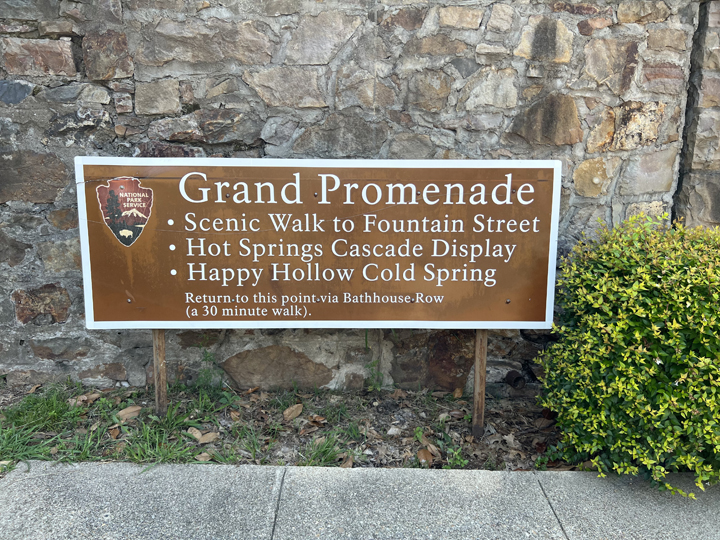 NATIONAL
PARK
SERVICE
Grand Promenade
• Scenic Walk to Fountain Street
• Hot Springs Cascade Display
• Happy Hollow Cold Spring
Return to this point via Bathhouse Row
(a 30 minute walk).